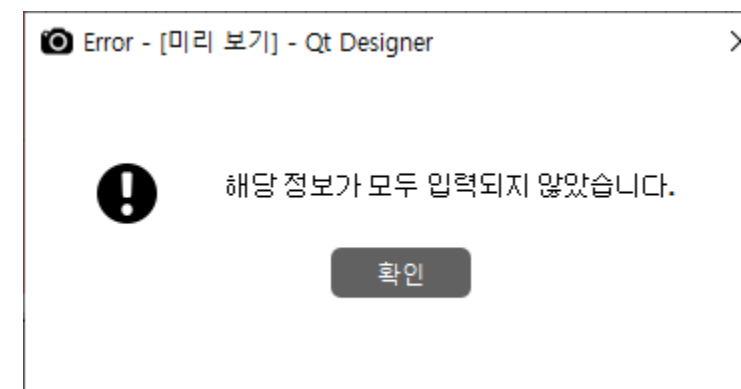 Error - [미리 보기] - Qt Designer
해당 정보가 모두 입력되지 않았습니다.
확인